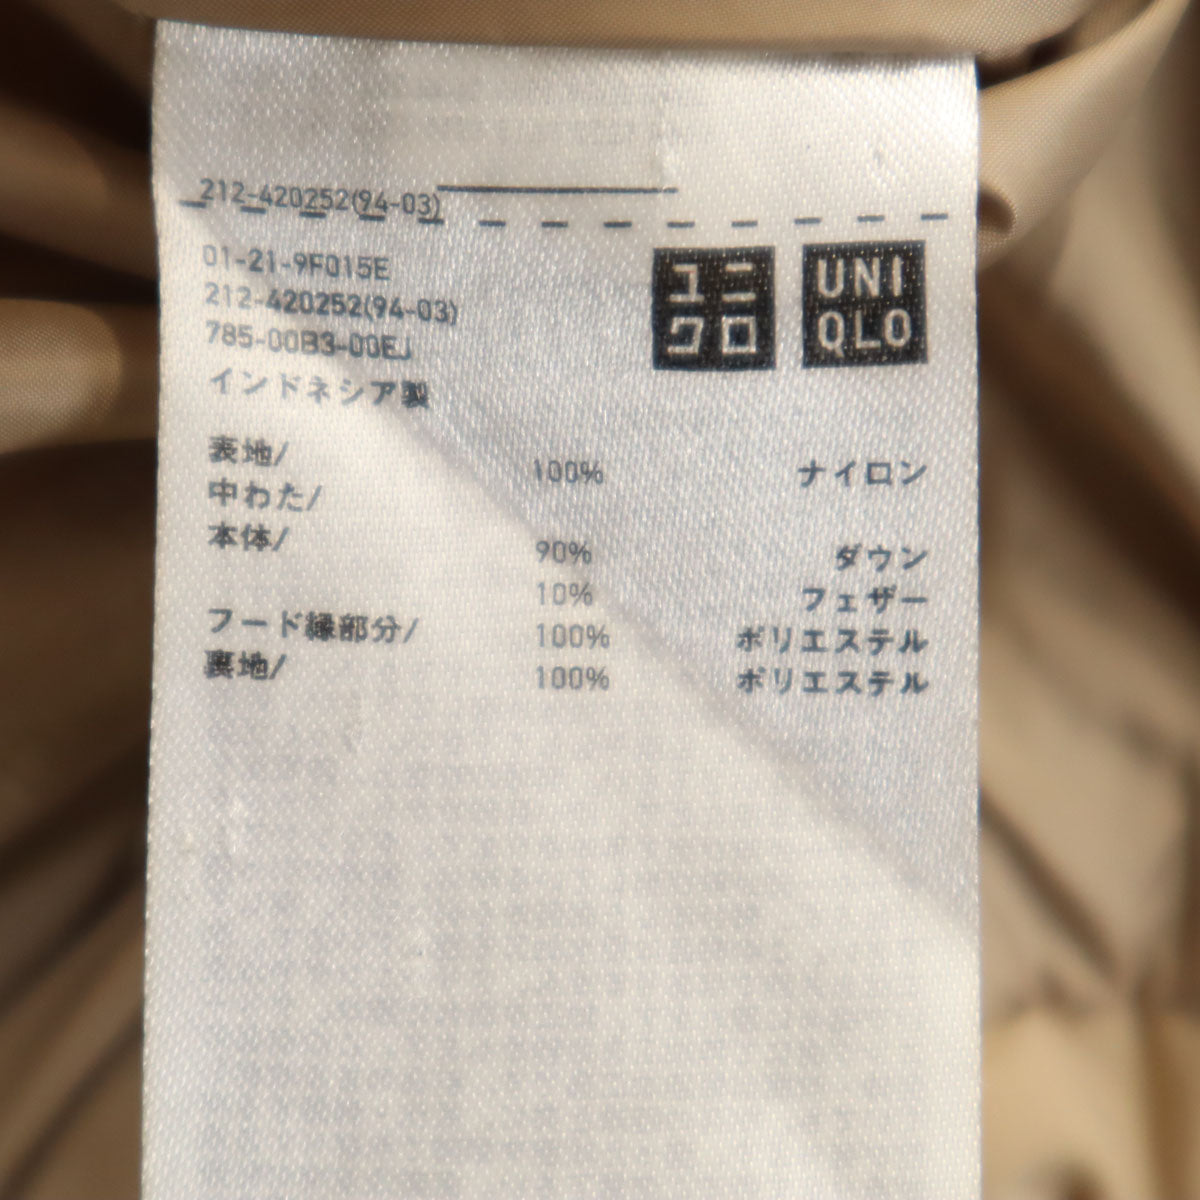 212-420252(94-03)
01-21-9F015E
212-420252(94-03)
785-00B3-00EJ
インドネシア製
ユニ
クロ
UNI
QLO
表地/ 100% ナイロン
中わた/
本体/ 90% ダウン
10% フェザー
フード縁部分/ 100% ポリエステル
裏地/ 100% ポリエステル